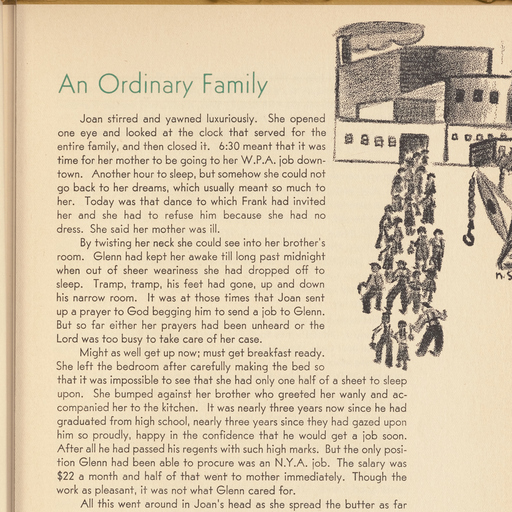 An Ordinary Family
Joan stirred and yawned luxuriously. She opened
one eye and looked at the clock that served for the
entire family, and then closed it. 6:30 meant that it was
time for her mother to be going to her W.P.A. job down-
town. Another hour to sleep, but somehow she could not
go back to her dreams, which usually meant so much to
her. Today was that dance to which Frank had invited
her and she had to refuse him because she had no
dress. She said her mother was ill.
By twisting her neck she could see into her brother's
room. Glenn had kept her awake till long past midnight
when out of sheer weariness she had dropped off to
sleep. Tramp, tramp, his feet had gone, up and down
his narrow room. It was at those times that Joan sent
up a prayer to God begging him to send a job to Glenn.
But so far either her prayers had been unheard or the
Lord was too busy to take care of her case.
Might as well get up now; must get breakfast ready.
She left the bedroom after carefully making the bed so
that it was impossible to see that she had only one half of a sheet to sleep
upon. She bumped against her brother who greeted her wanly and ac-
companied her to the kitchen. It was nearly three years now since he had
graduated from high school, nearly three years since they had gazed upon
him so proudly, happy in the confidence that he would get a job soon.
After all he had passed his regents with such high marks. But the only posi-
tion Glenn had been able to procure was an N.Y.A. job. The salary was
$22 a month and half of that went to mother immediately. Though the
work as pleasant, it was not what Glenn cared for.
All this went around in Joan's head as she spread the butter as far